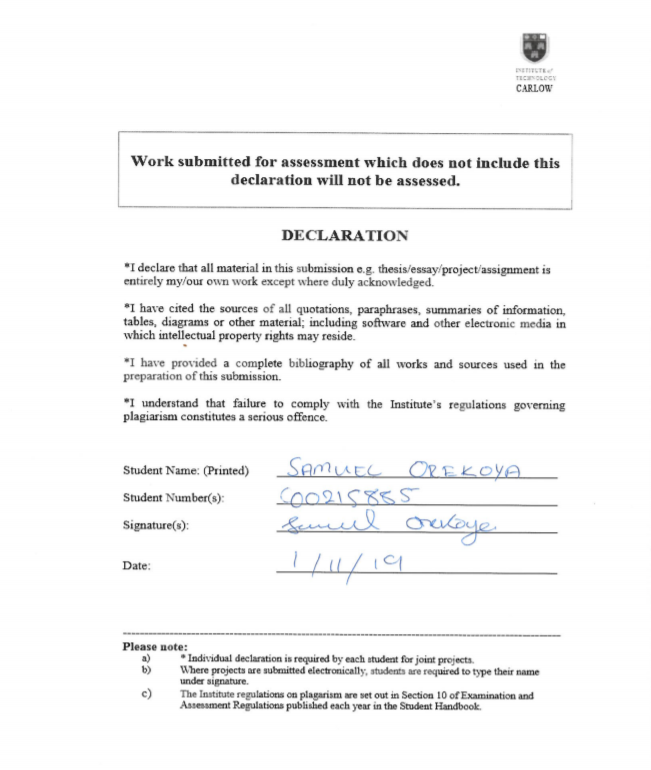 INSTITUTE of
TECHNOLOGY
CARLOW
Work submitted for assessment which does not include this
declaration will not be assessed.
DECLARATION
*I declare that all material in this submission e.g. thesis/essay/project/assignment is
entirely my/our own work except where duly acknowledged.
*I have cited the sources of all quotations, paraphrases, summaries of information,
tables, diagrams or other material; including software and other electronic media in
which intellectual property rights may reside.
*I have provided a complete bibliography of all works and sources used in the
preparation of this submission.
*I understand that failure to comply with the Institute's regulations governing
plagiarism constitutes a serious offence.
Student Name: (Printed) SAMUEL OREKOYA
Student Number(s): C00215885
Signature(s): Samuel Orekoya
Date: 1/11/19
Please note:
a) * Individual declaration is required by each student for joint projects.
b) Where projects are submitted electronically, students are required to type their name
under signature.
c) The Institute regulations on plagiarism are set out in Section 10 of Examination and
Assessment Regulations published each year in the Student Handbook.